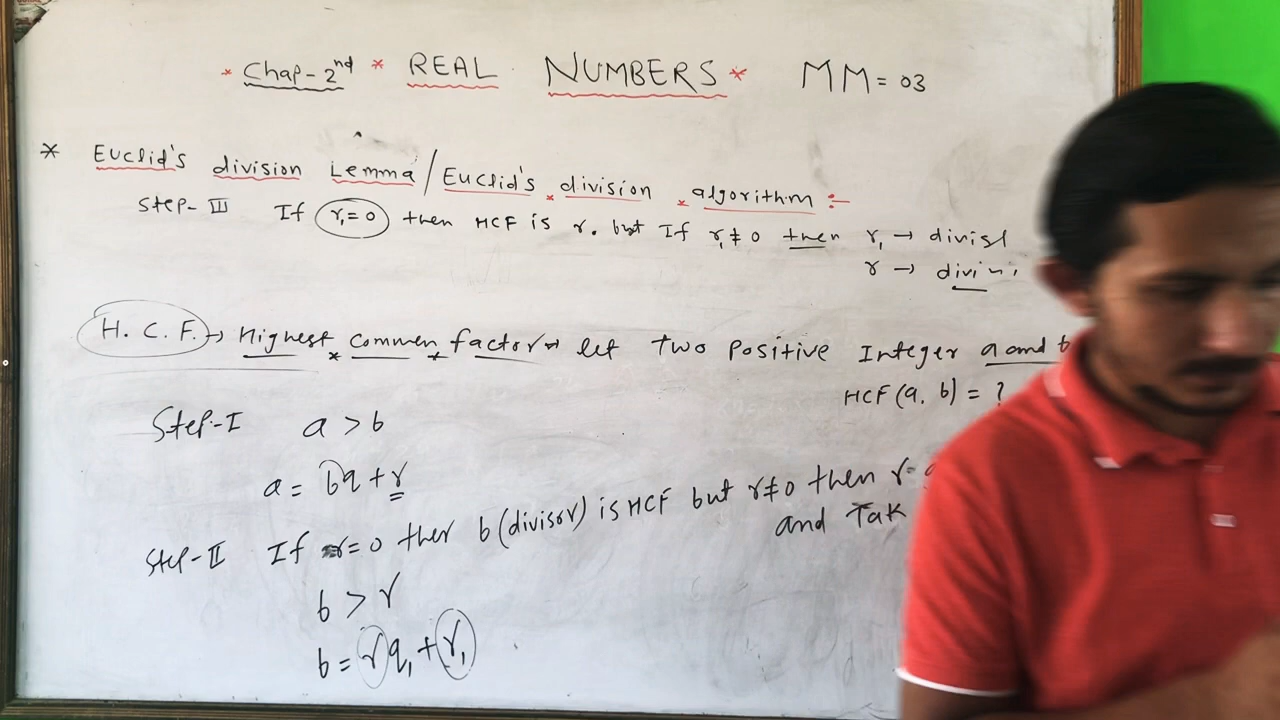 * Chap-2nd * REAL NUMBERS * MM = 03
* Euclid's division Lemma/Euclid's division algorithm :-
Step-III If r₁=0 then HCF is r. but If r₁≠0 then r₁ → divis
r → divi
H. C. F. → Highest commen factor → let two positive Integer a and b
HCF(a, b) = ?
Step-I a > b
a = bq + r
Step-II If r=0 then b (divisor) is HCF but r≠0 then r
and Tak
b > r
b = rq₁ + r₁